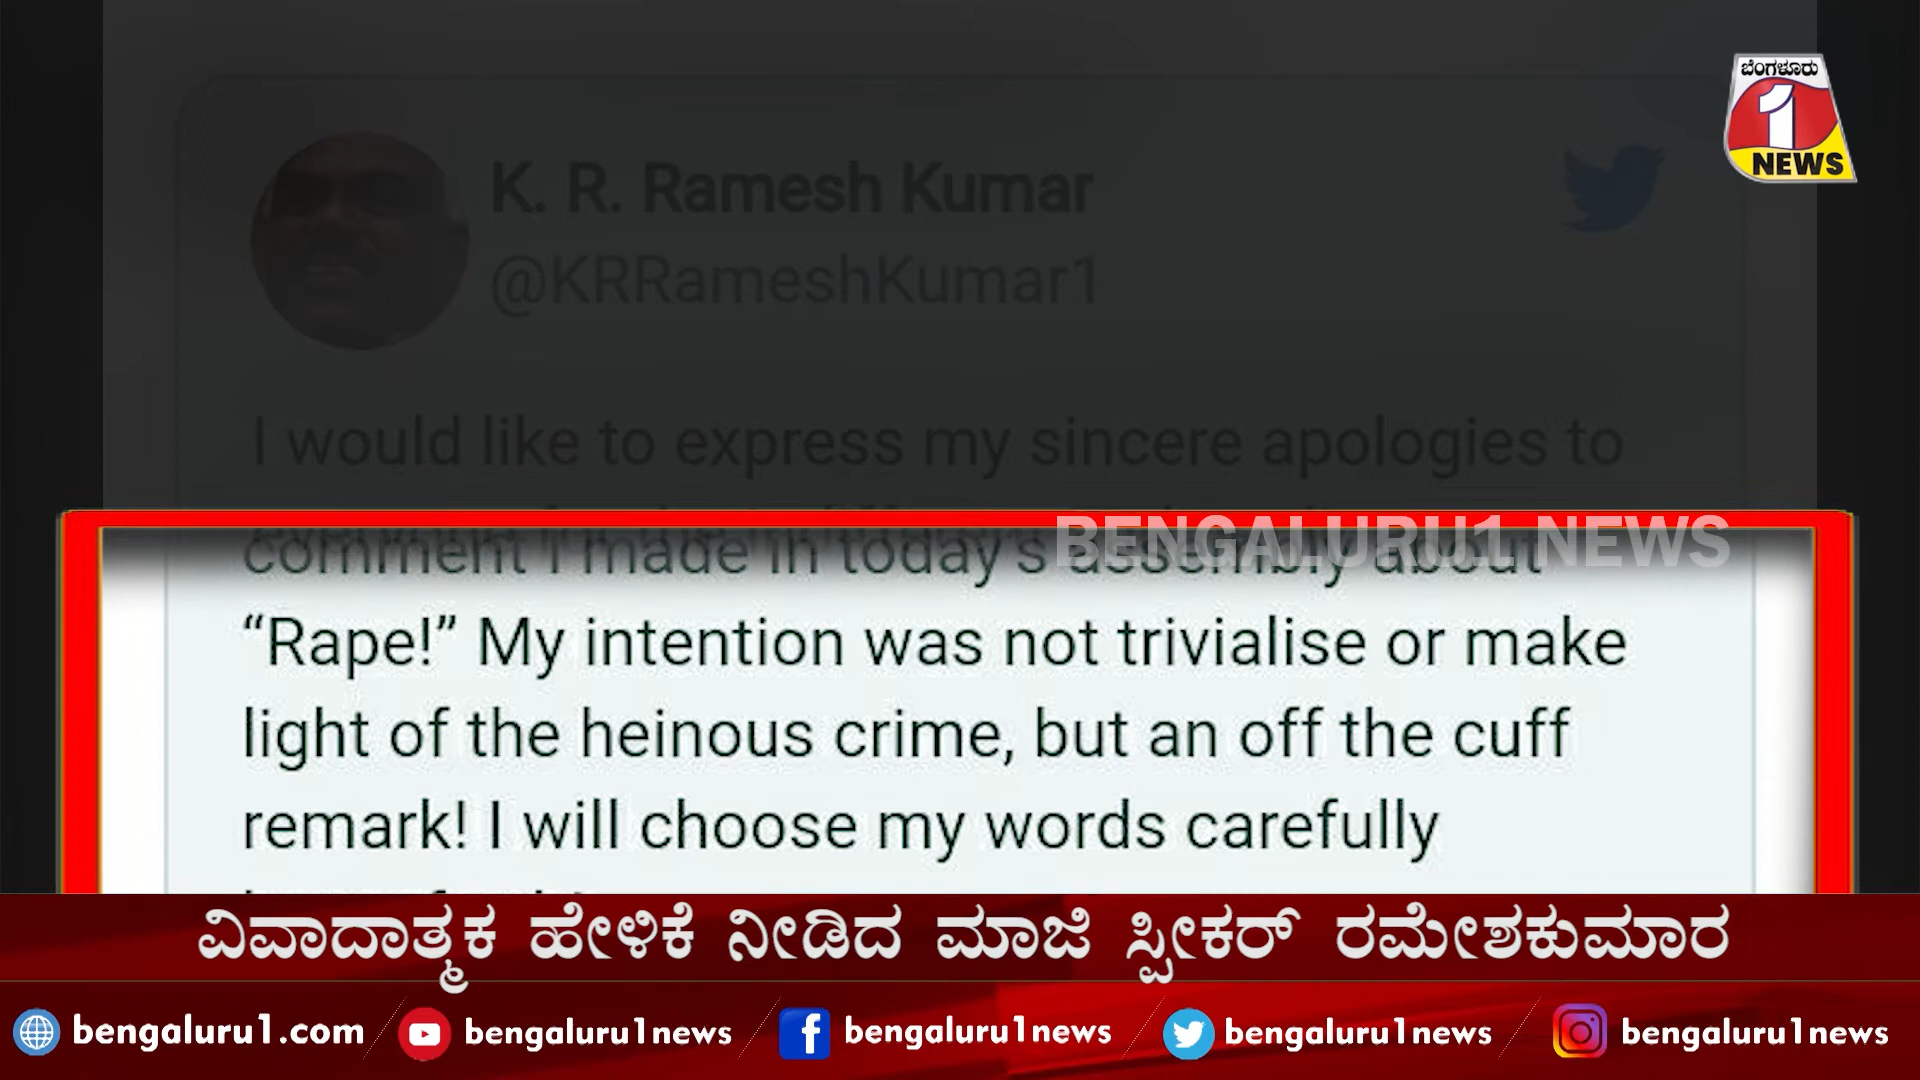 ಬೆಂಗಳೂರು
1
NEWS
K. R. Ramesh Kumar
@KRRameshKumar1
I would like to express my sincere apologies to
BENGALURU1 NEWS
comment I made in today's assembly about
“Rape!” My intention was not trivialise or make
light of the heinous crime, but an off the cuff
remark! I will choose my words carefully
ವಿವಾದಾತ್ಮಕ ಹೇಳಿಕೆ ನೀಡಿದ ಮಾಜಿ ಸ್ಪೀಕರ್ ರಮೇಶಕುಮಾರ
bengaluru1.com bengaluru1news bengaluru1news bengaluru1news bengaluru1news